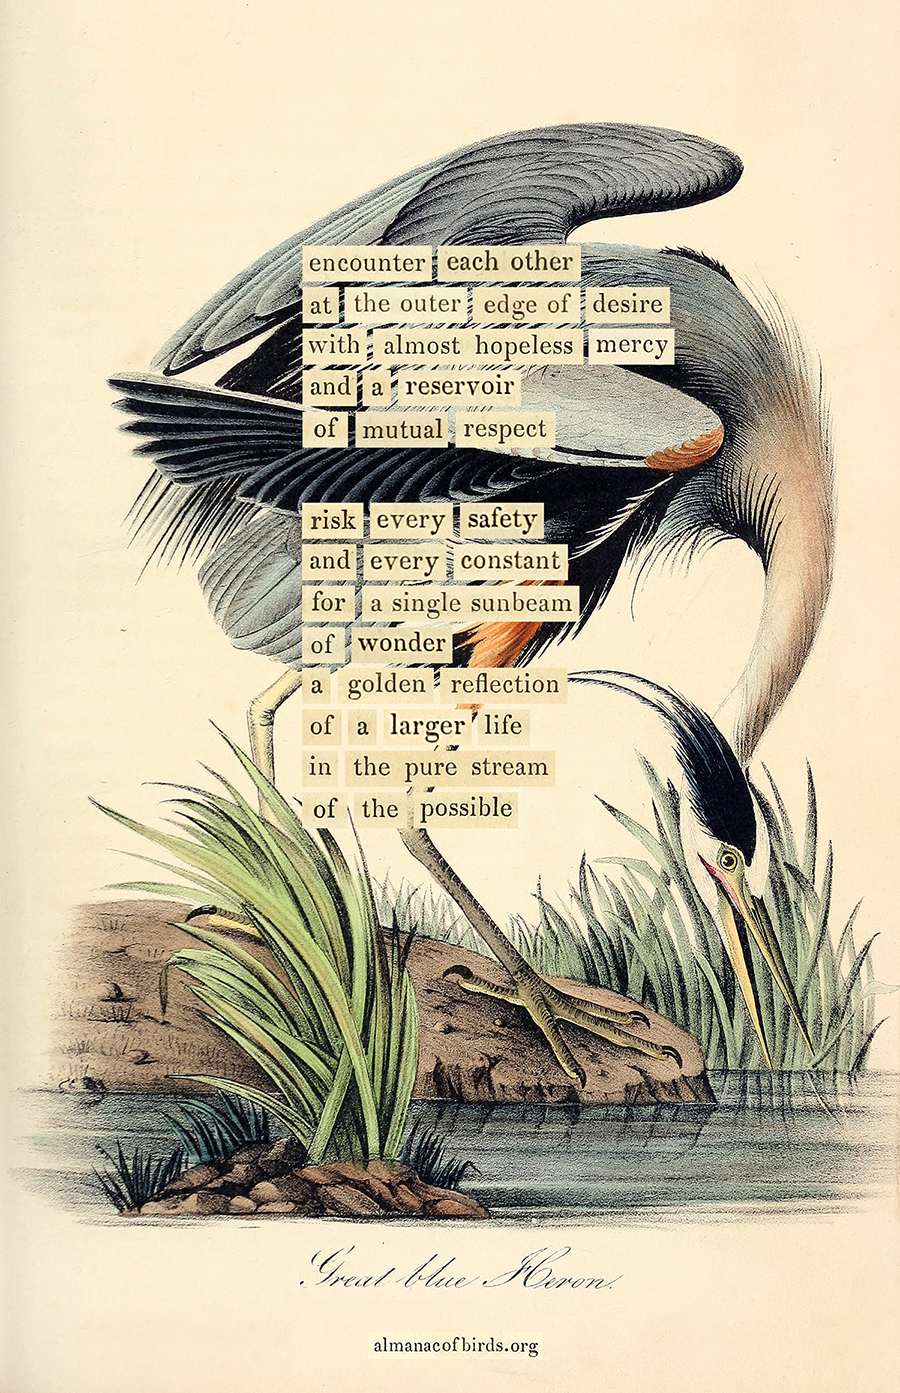 encounter each other
at the outer edge of desire
with almost hopeless mercy
and a reservoir
of mutual respect
risk every safety
and every constant
for a single sunbeam
of wonder
a golden reflection
of a larger life
in the pure stream
of the possible
Great blue Heron.
almanacofbirds.org